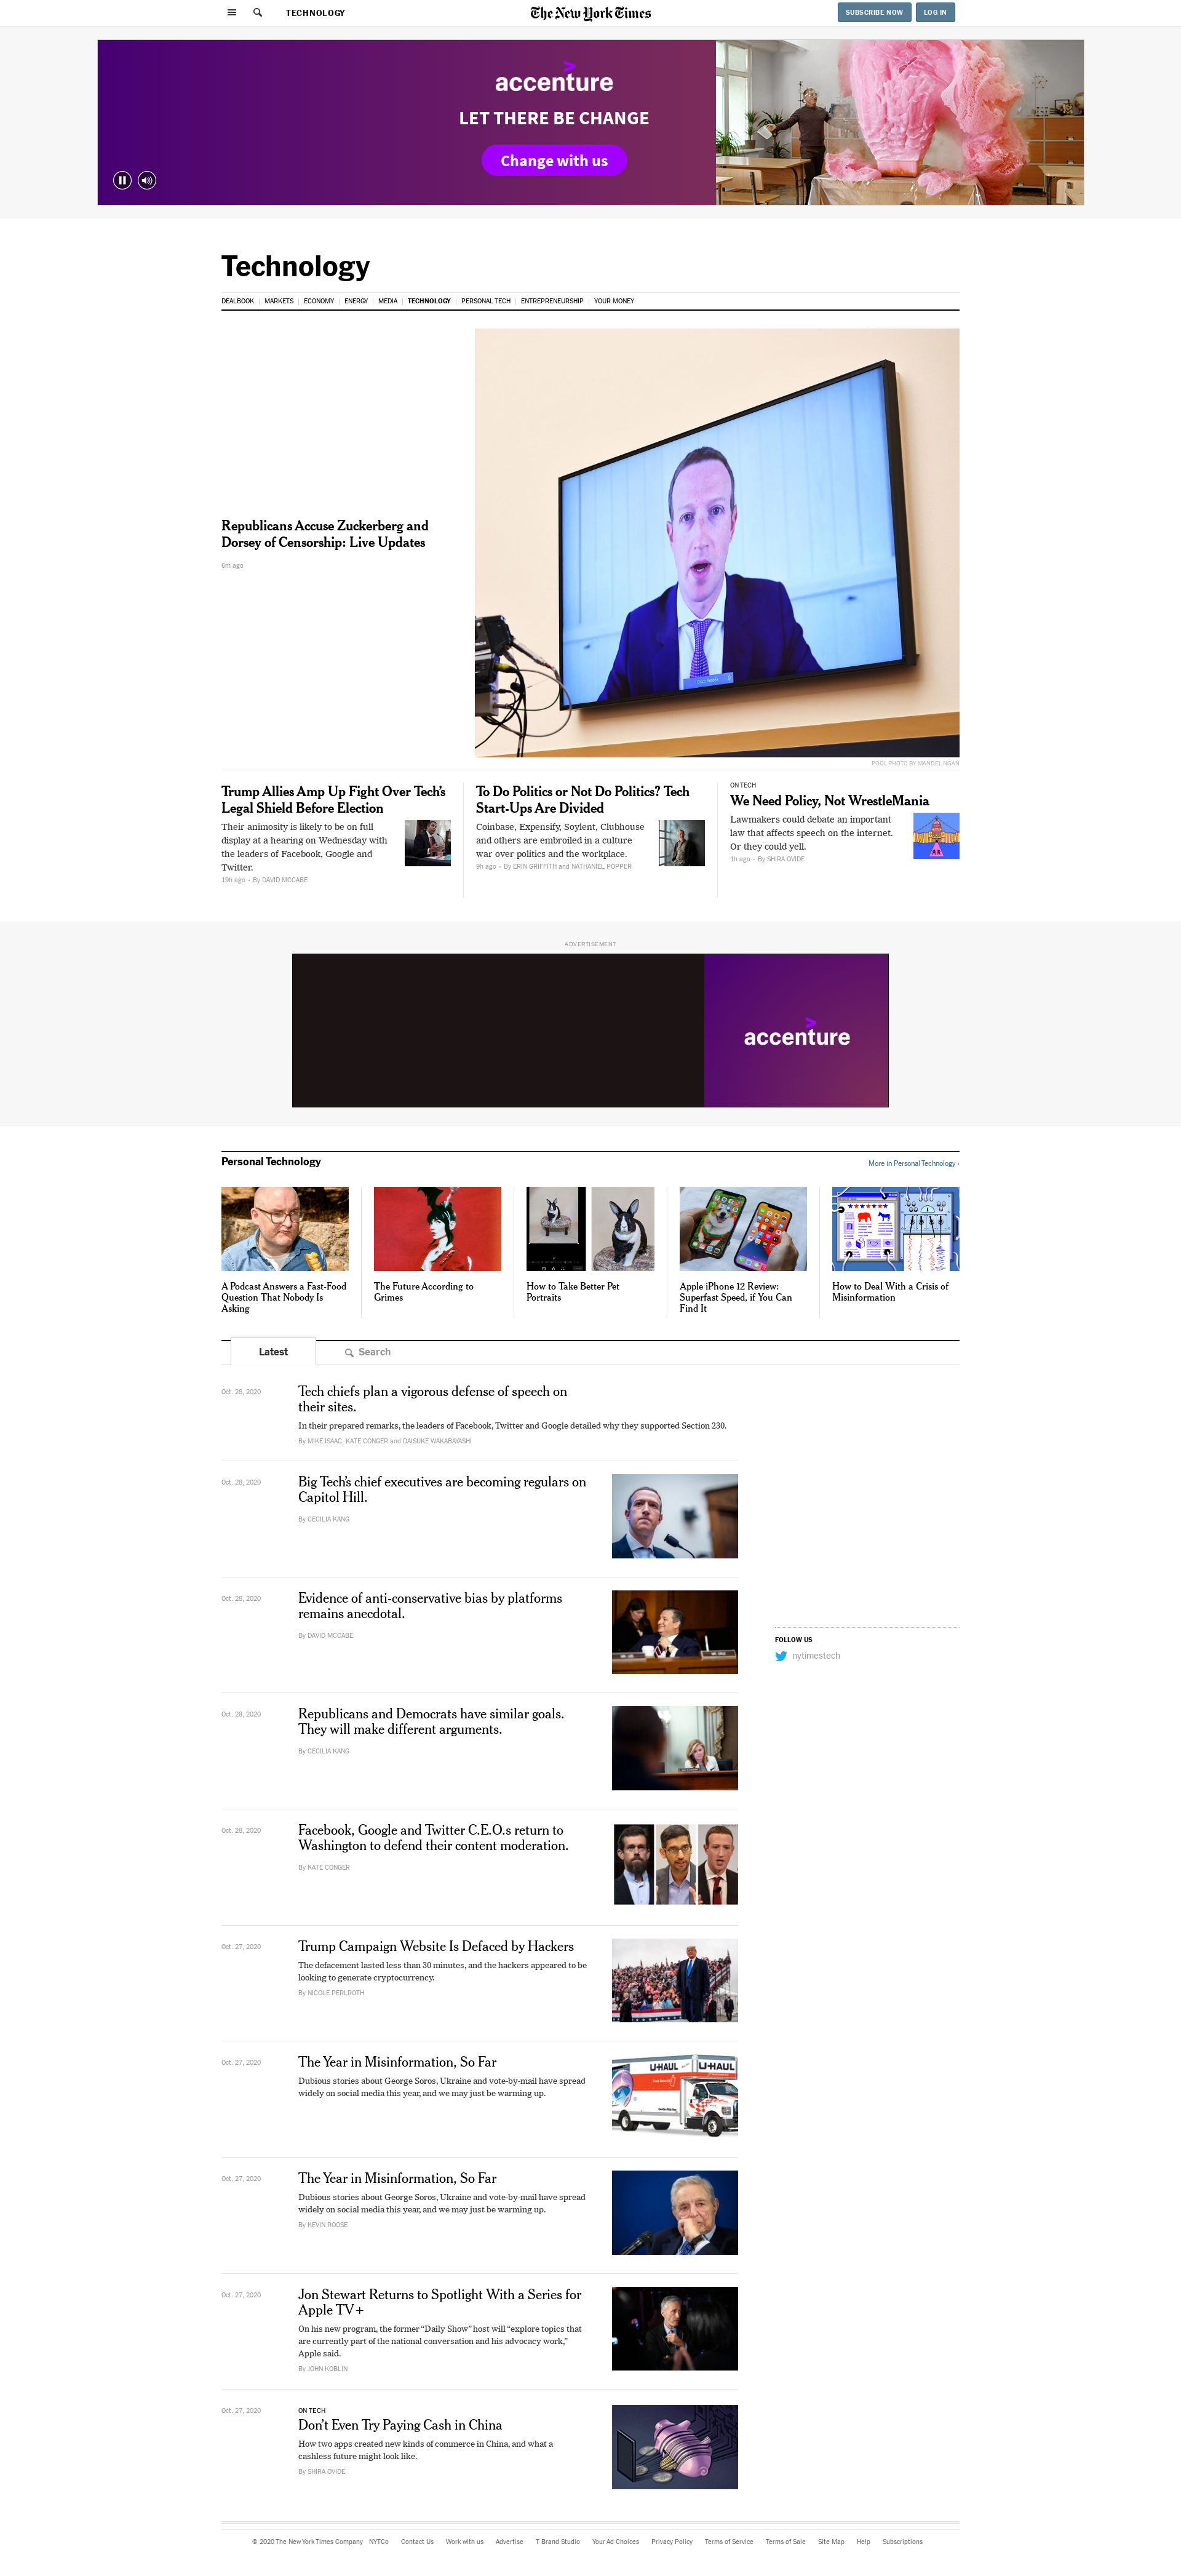 TECHNOLOGY
The New York Times
SUBSCRIBE NOW
LOG IN
>
accenture
LET THERE BE CHANGE
Change with us
Technology
DEALBOOK
MARKETS
ECONOMY
ENERGY
MEDIA
TECHNOLOGY
PERSONAL TECH
ENTREPRENEURSHIP
YOUR MONEY
Republicans Accuse Zuckerberg and
Dorsey of Censorship: Live Updates
6m ago
POOL PHOTO BY MANDEL NGAN
Trump Allies Amp Up Fight Over Tech's
Legal Shield Before Election
Their animosity is likely to be on full
display at a hearing on Wednesday with
the leaders of Facebook, Google and
Twitter.
19h ago • By DAVID MCCABE
To Do Politics or Not Do Politics? Tech
Start-Ups Are Divided
Coinbase, Expensify, Soylent, Clubhouse
and others are embroiled in a culture
war over politics and the workplace.
9h ago • By ERIN GRIFFITH and NATHANIEL POPPER
ON TECH
We Need Policy, Not WrestleMania
Lawmakers could debate an important
law that affects speech on the internet.
Or they could yell.
1h ago • By SHIRA OVIDE
ADVERTISEMENT
>
accenture
Personal Technology
More in Personal Technology ›
A Podcast Answers a Fast-Food
Question That Nobody Is
Asking
The Future According to
Grimes
How to Take Better Pet
Portraits
Apple iPhone 12 Review:
Superfast Speed, if You Can
Find It
How to Deal With a Crisis of
Misinformation
Latest
Search
Oct. 28, 2020
Tech chiefs plan a vigorous defense of speech on
their sites.
In their prepared remarks, the leaders of Facebook, Twitter and Google detailed why they supported Section 230.
By MIKE ISAAC, KATE CONGER and DAISUKE WAKABAYASHI
Oct. 28, 2020
Big Tech's chief executives are becoming regulars on
Capitol Hill.
By CECILIA KANG
Oct. 28, 2020
Evidence of anti-conservative bias by platforms
remains anecdotal.
By DAVID MCCABE
FOLLOW US
nytimestech
Oct. 28, 2020
Republicans and Democrats have similar goals.
They will make different arguments.
By CECILIA KANG
Oct. 28, 2020
Facebook, Google and Twitter C.E.O.s return to
Washington to defend their content moderation.
By KATE CONGER
Oct. 27, 2020
Trump Campaign Website Is Defaced by Hackers
The defacement lasted less than 30 minutes, and the hackers appeared to be
looking to generate cryptocurrency.
By NICOLE PERLROTH
Oct. 27, 2020
The Year in Misinformation, So Far
Dubious stories about George Soros, Ukraine and vote-by-mail have spread
widely on social media this year, and we may just be warming up.
U-HAUL
U-HAUL
Oct. 27, 2020
The Year in Misinformation, So Far
Dubious stories about George Soros, Ukraine and vote-by-mail have spread
widely on social media this year, and we may just be warming up.
By KEVIN ROOSE
Oct. 27, 2020
Jon Stewart Returns to Spotlight With a Series for
Apple TV+
On his new program, the former “Daily Show” host will “explore topics that
are currently part of the national conversation and his advocacy work,”
Apple said.
By JOHN KOBLIN
Oct. 27, 2020
ON TECH
Don't Even Try Paying Cash in China
How two apps created new kinds of commerce in China, and what a
cashless future might look like.
By SHIRA OVIDE
© 2020 The New York Times Company
NYTCo
Contact Us
Work with us
Advertise
T Brand Studio
Your Ad Choices
Privacy Policy
Terms of Service
Terms of Sale
Site Map
Help
Subscriptions